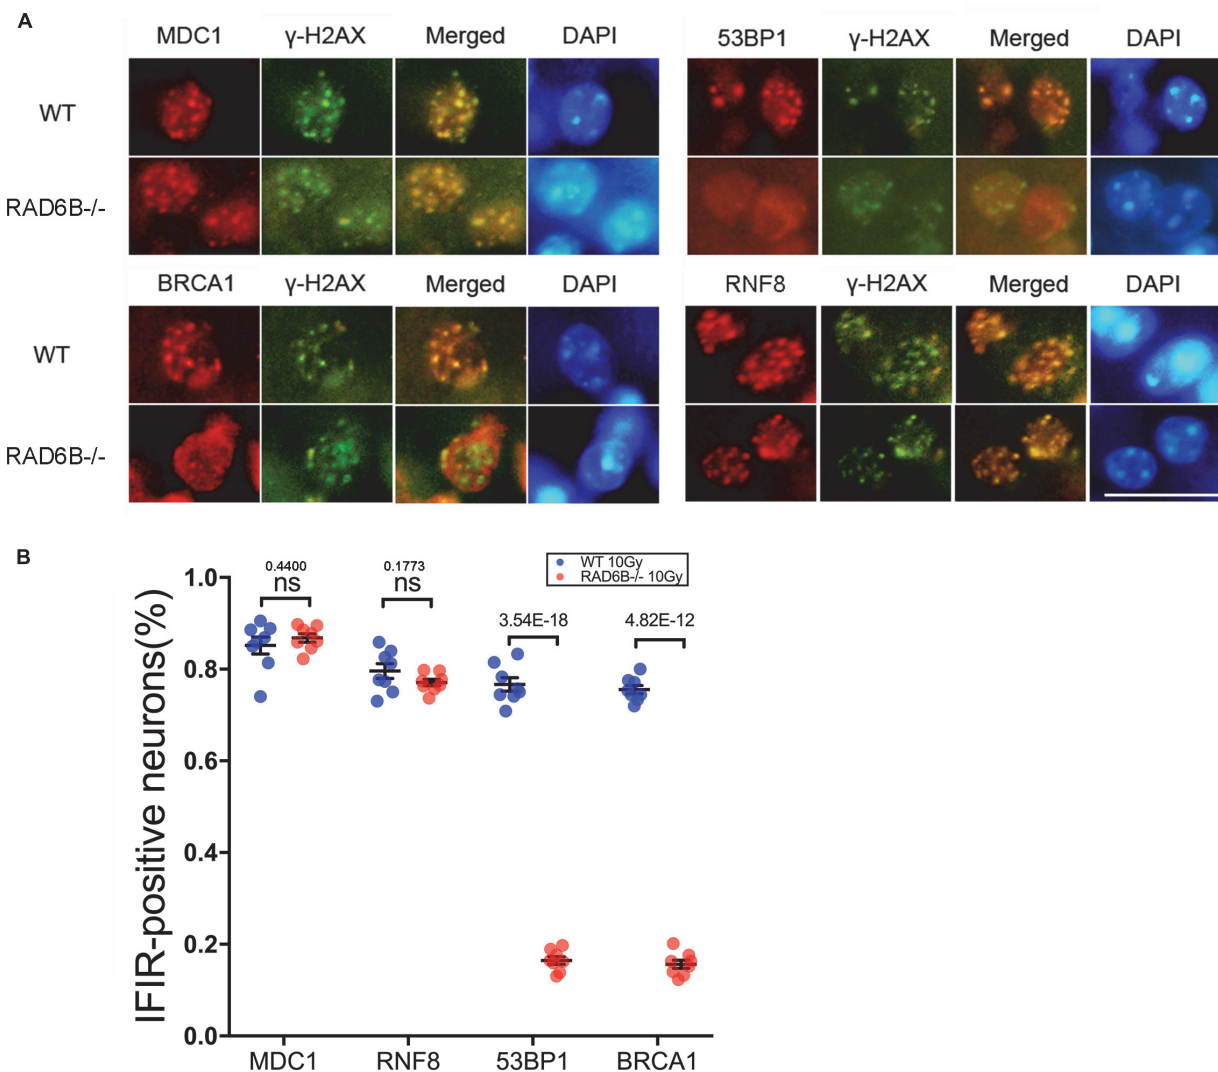 A
MDC1 γ-H2AX Merged DAPI 53BP1 γ-H2AX Merged DAPI
WT
RAD6B-/-
BRCA1 γ-H2AX Merged DAPI RNF8 γ-H2AX Merged DAPI
WT
RAD6B-/-
B
WT 10Gy
RAD6B-/- 10Gy
0.4400
ns
0.1773
ns
3.54E-18
4.82E-12
IFIR-positive neurons(%)
1.0
0.8
0.6
0.4
0.2
0.0
MDC1 RNF8 53BP1 BRCA1